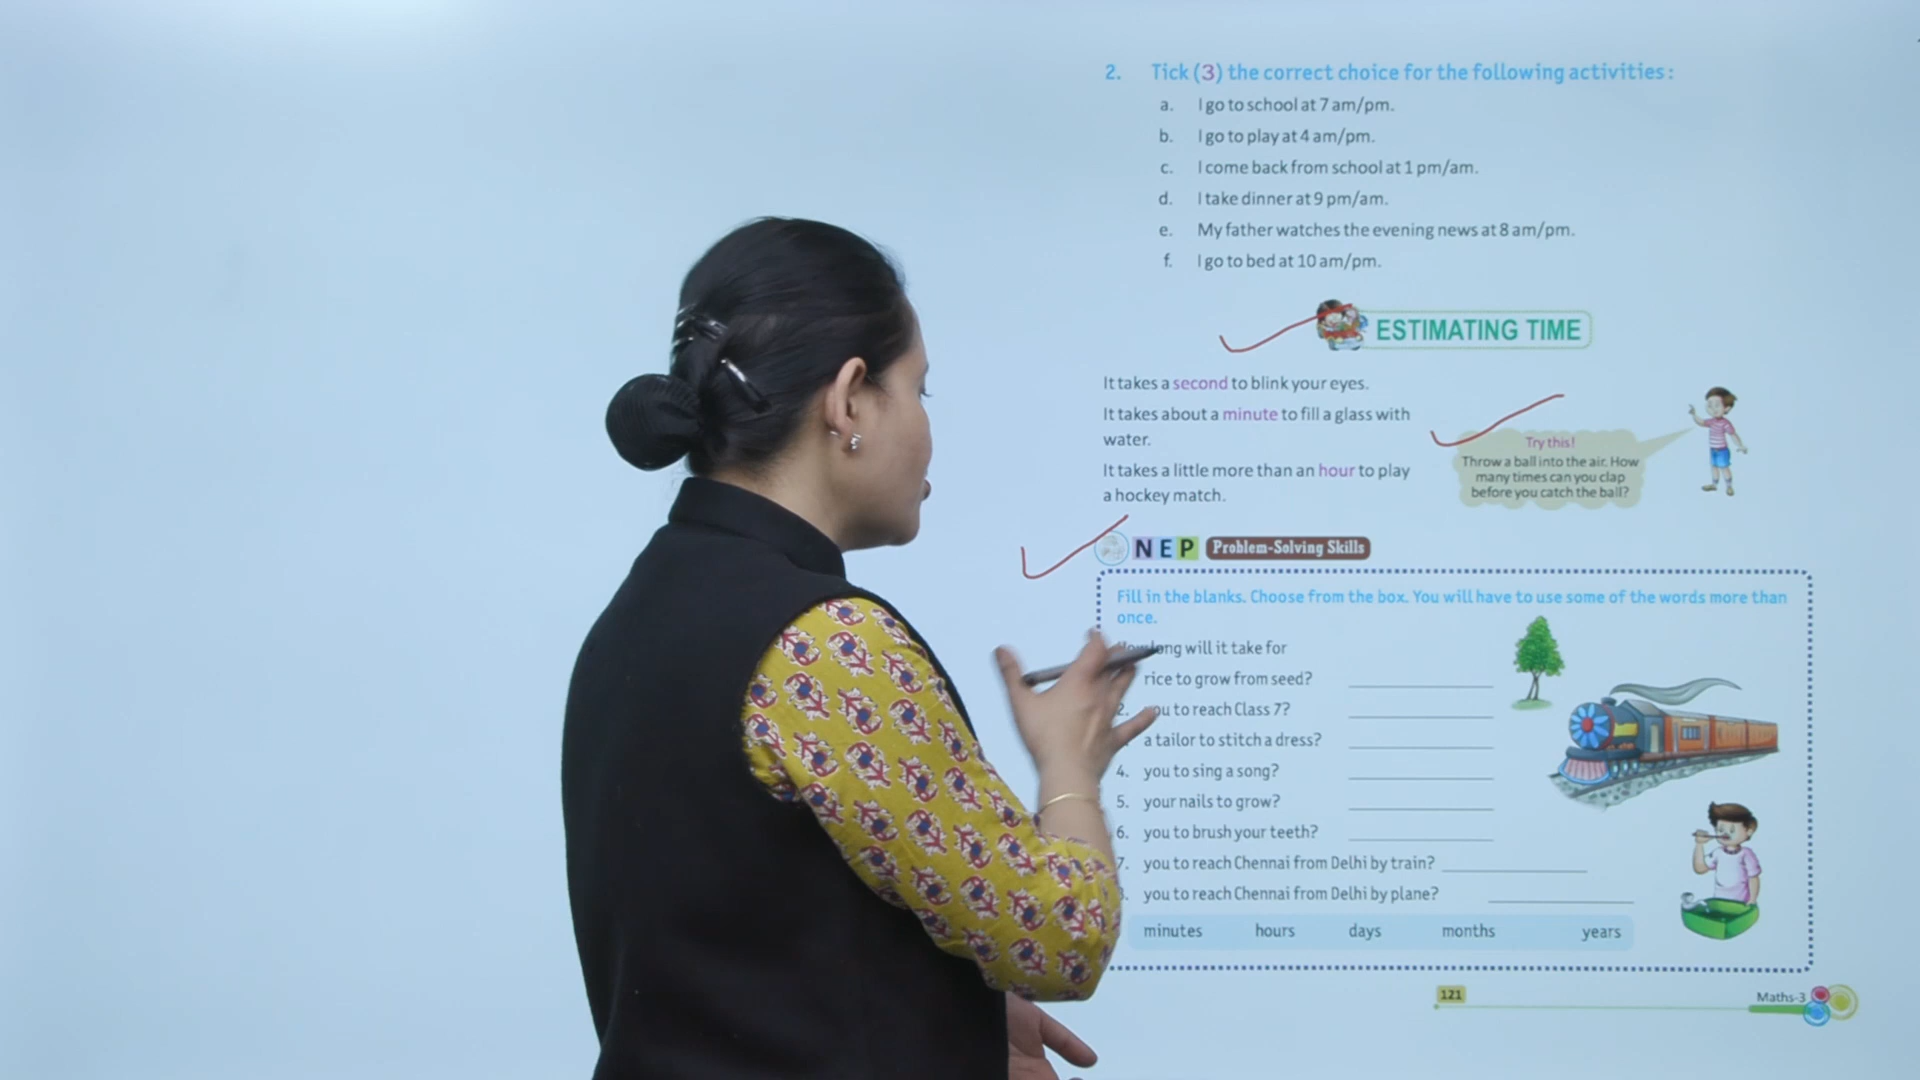 2. Tick (3) the correct choice for the following activities:
a. I go to school at 7 am/pm.
b. I go to play at 4 am/pm.
c. I come back from school at 1 pm/am.
d. I take dinner at 9 pm/am.
e. My father watches the evening news at 8 am/pm.
f. I go to bed at 10 am/pm.
ESTIMATING TIME
It takes a second to blink your eyes.
It takes about a minute to fill a glass with
water.
It takes a little more than an hour to play
a hockey match.
Try this!
Throw a ball into the air. How
many times can you clap
before you catch the ball?
NEP Problem-Solving Skills
Fill in the blanks. Choose from the box. You will have to use some of the words more than
once.
long will it take for
rice to grow from seed?
2. you to reach Class 7?
a tailor to stitch a dress?
4. you to sing a song?
5. your nails to grow?
6. you to brush your teeth?
7. you to reach Chennai from Delhi by train?
you to reach Chennai from Delhi by plane?
minutes hours days months years
121
Maths-3